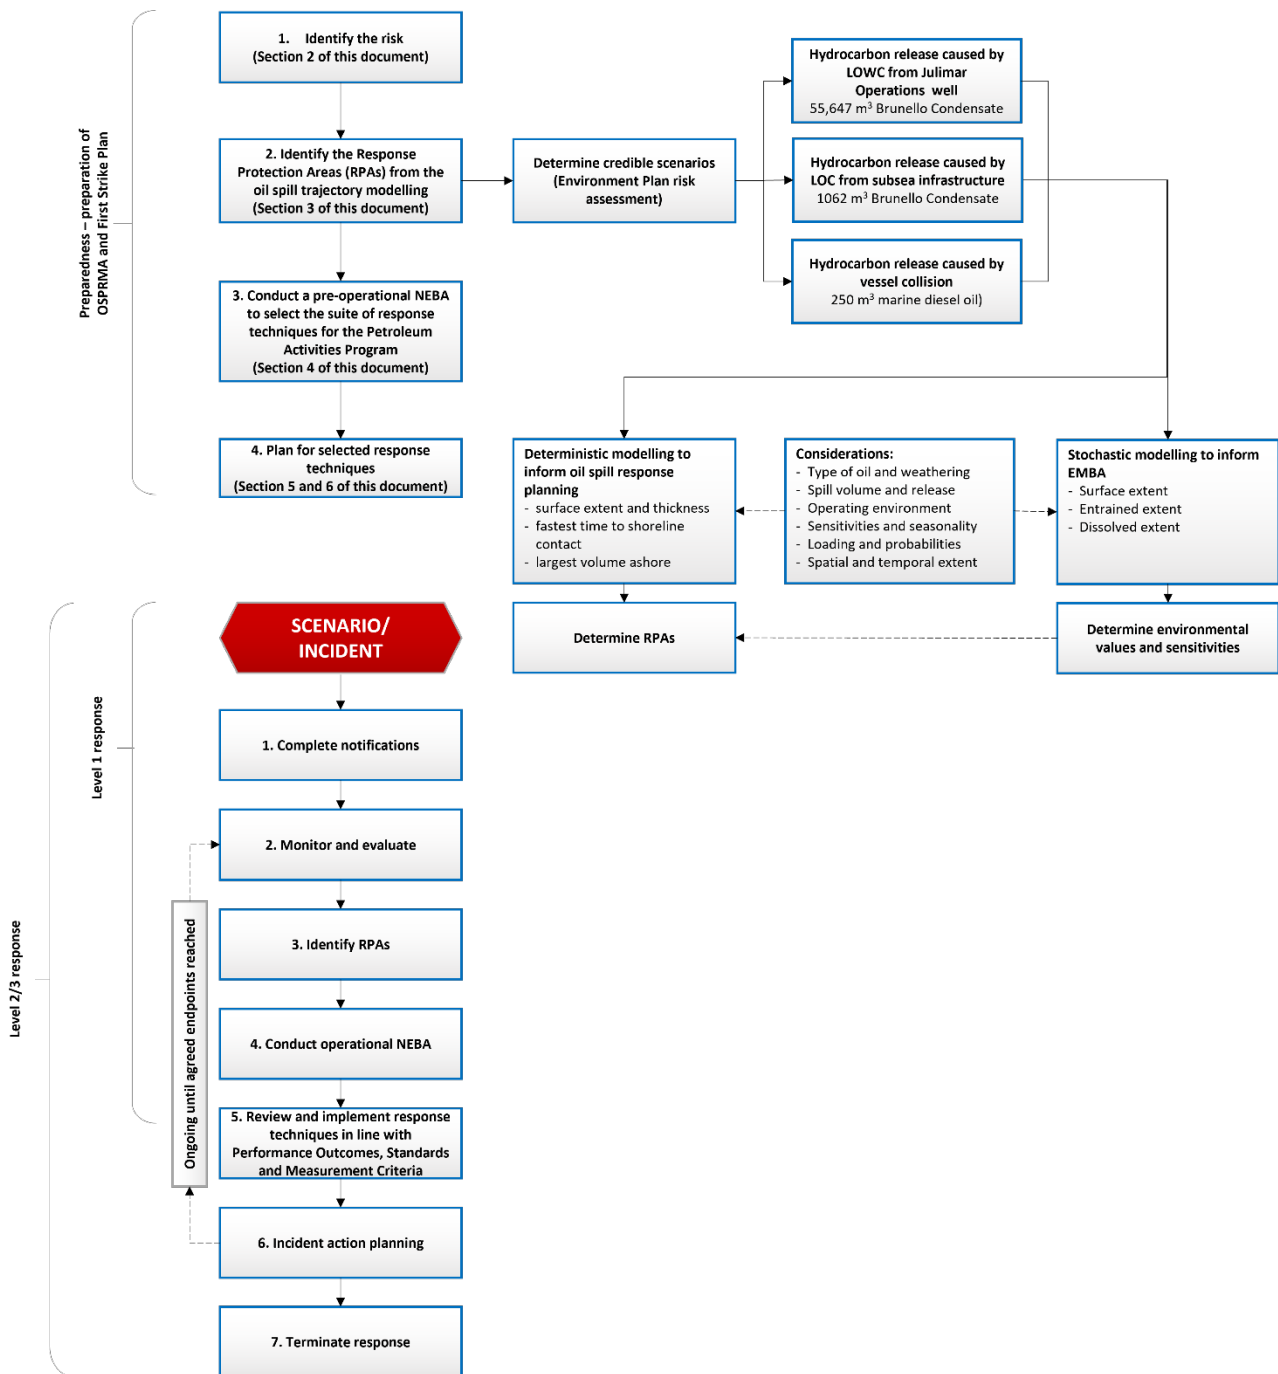 Preparedness – preparation of
OSPRMA and First Strike Plan
1. Identify the risk
(Section 2 of this document)
2. Identify the Response
Protection Areas (RPAs) from the
oil spill trajectory modelling
(Section 3 of this document)
3. Conduct a pre-operational NEBA
to select the suite of response
techniques for the Petroleum
Activities Program
(Section 4 of this document)
4. Plan for selected response
techniques
(Section 5 and 6 of this document)
Determine credible scenarios
(Environment Plan risk
assessment)
Hydrocarbon release caused by
LOWC from Julimar
Operations well
55,647 m³ Brunello Condensate
Hydrocarbon release caused by
LOC from subsea infrastructure
1062 m³ Brunello Condensate
Hydrocarbon release caused by
vessel collision
250 m³ marine diesel oil)
Deterministic modelling to
inform oil spill response
planning
- surface extent and thickness
- fastest time to shoreline
contact
- largest volume ashore
Considerations:
- Type of oil and weathering
- Spill volume and release
- Operating environment
- Sensitivities and seasonality
- Loading and probabilities
- Spatial and temporal extent
Stochastic modelling to inform
EMBA
- Surface extent
- Entrained extent
- Dissolved extent
Determine RPAs
Determine environmental
values and sensitivities
Level 2/3 response
Level 1 response
SCENARIO/
INCIDENT
1. Complete notifications
2. Monitor and evaluate
3. Identify RPAs
4. Conduct operational NEBA
5. Review and implement response
techniques in line with
Performance Outcomes, Standards
and Measurement Criteria
6. Incident action planning
7. Terminate response
Ongoing until agreed endpoints reached